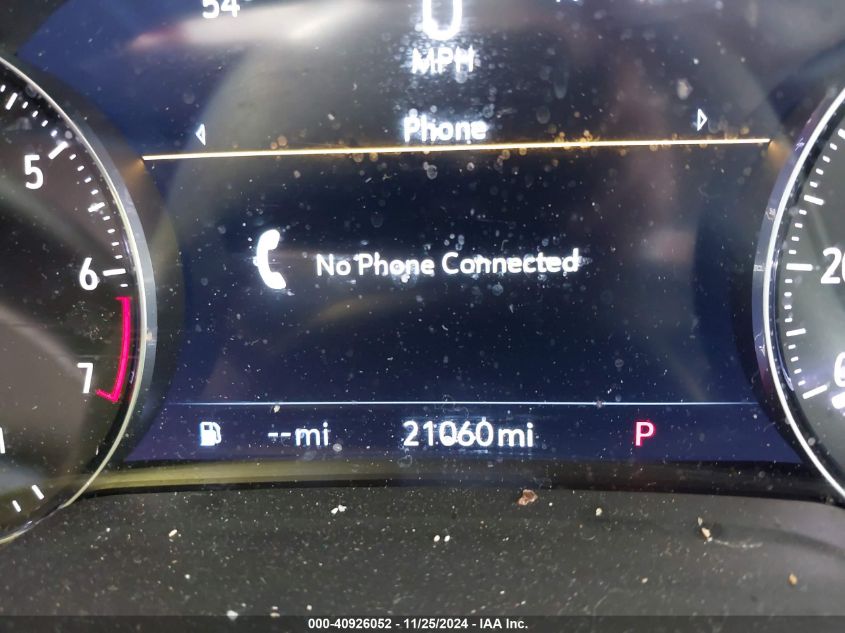 54°
0
MPH
Phone
5
No Phone Connected
6
20
7
--mi
21060mi
P
000-40926052 - 11/25/2024 - IAA Inc.